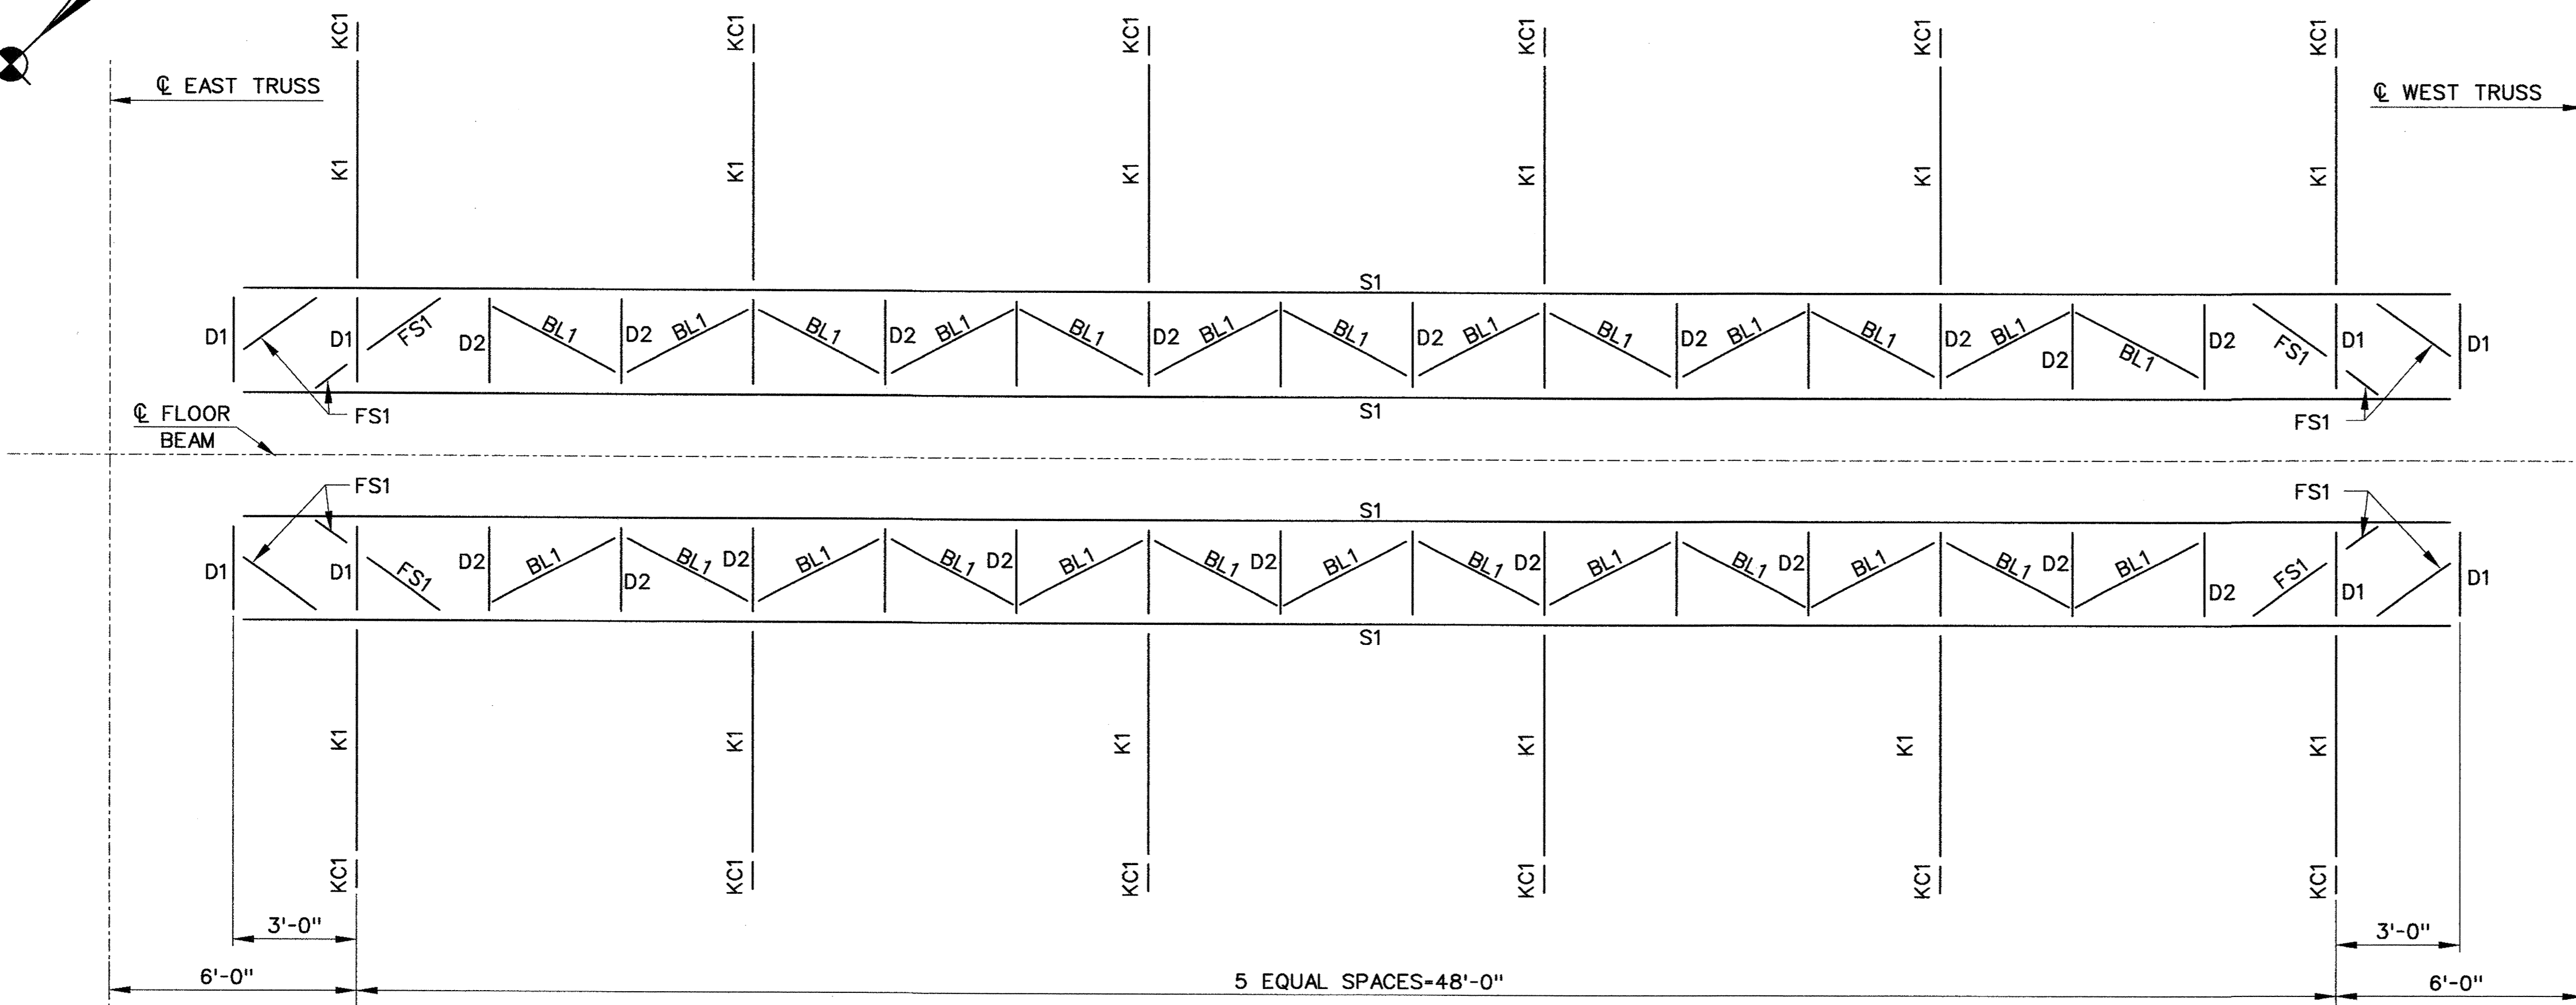 KC1 KC1 KC1 KC1 KC1 KC1
℄ EAST TRUSS ℄ WEST TRUSS
K1 K1 K1 K1 K1 K1
S1
D1 D1 FS1 D2 BL1 D2 BL1 BL1 D2 BL1 BL1 D2 BL1 BL1 D2 BL1 BL1 D2 BL1 BL1 D2 BL1 D2 BL1 D2 FS1 D1 D1
FS1 S1 FS1
℄ FLOOR
BEAM
FS1 FS1
S1
D1 D1 FS1 D2 BL1 D2 BL1 D2 BL1 BL1 D2 BL1 BL1 D2 BL1 BL1 D2 BL1 BL1 D2 BL1 BL1 D2 BL1 D2 FS1 D1 D1
S1
K1 K1 K1 K1 K1 K1
KC1 KC1 KC1 KC1 KC1 KC1
3'-0" 3'-0"
6'-0" 5 EQUAL SPACES=48'-0" 6'-0"